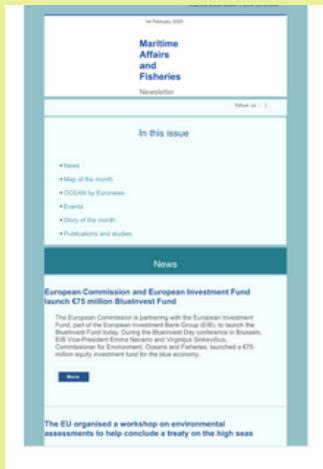 04 February 2020
Maritime
Affairs
and
Fisheries
Newsletter
follow us :
In this issue
• News
• Map of the month
• OCEAN by Euronews
• Events
• Story of the month
• Publications and studies
News
European Commission and European Investment Fund
launch €75 million BlueInvest Fund
The European Commission is partnering with the European Investment
Fund, part of the European Investment Bank Group (EIB), to launch the
BlueInvest Fund today. During the BlueInvest Day conference in Brussels,
EIB Vice-President Emma Navarro and Virginijus Sinkevičius,
Commissioner for Environment, Oceans and Fisheries, launched a €75
million equity investment fund for the blue economy.
More
The EU organised a workshop on environmental
assessments to help conclude a treaty on the high seas